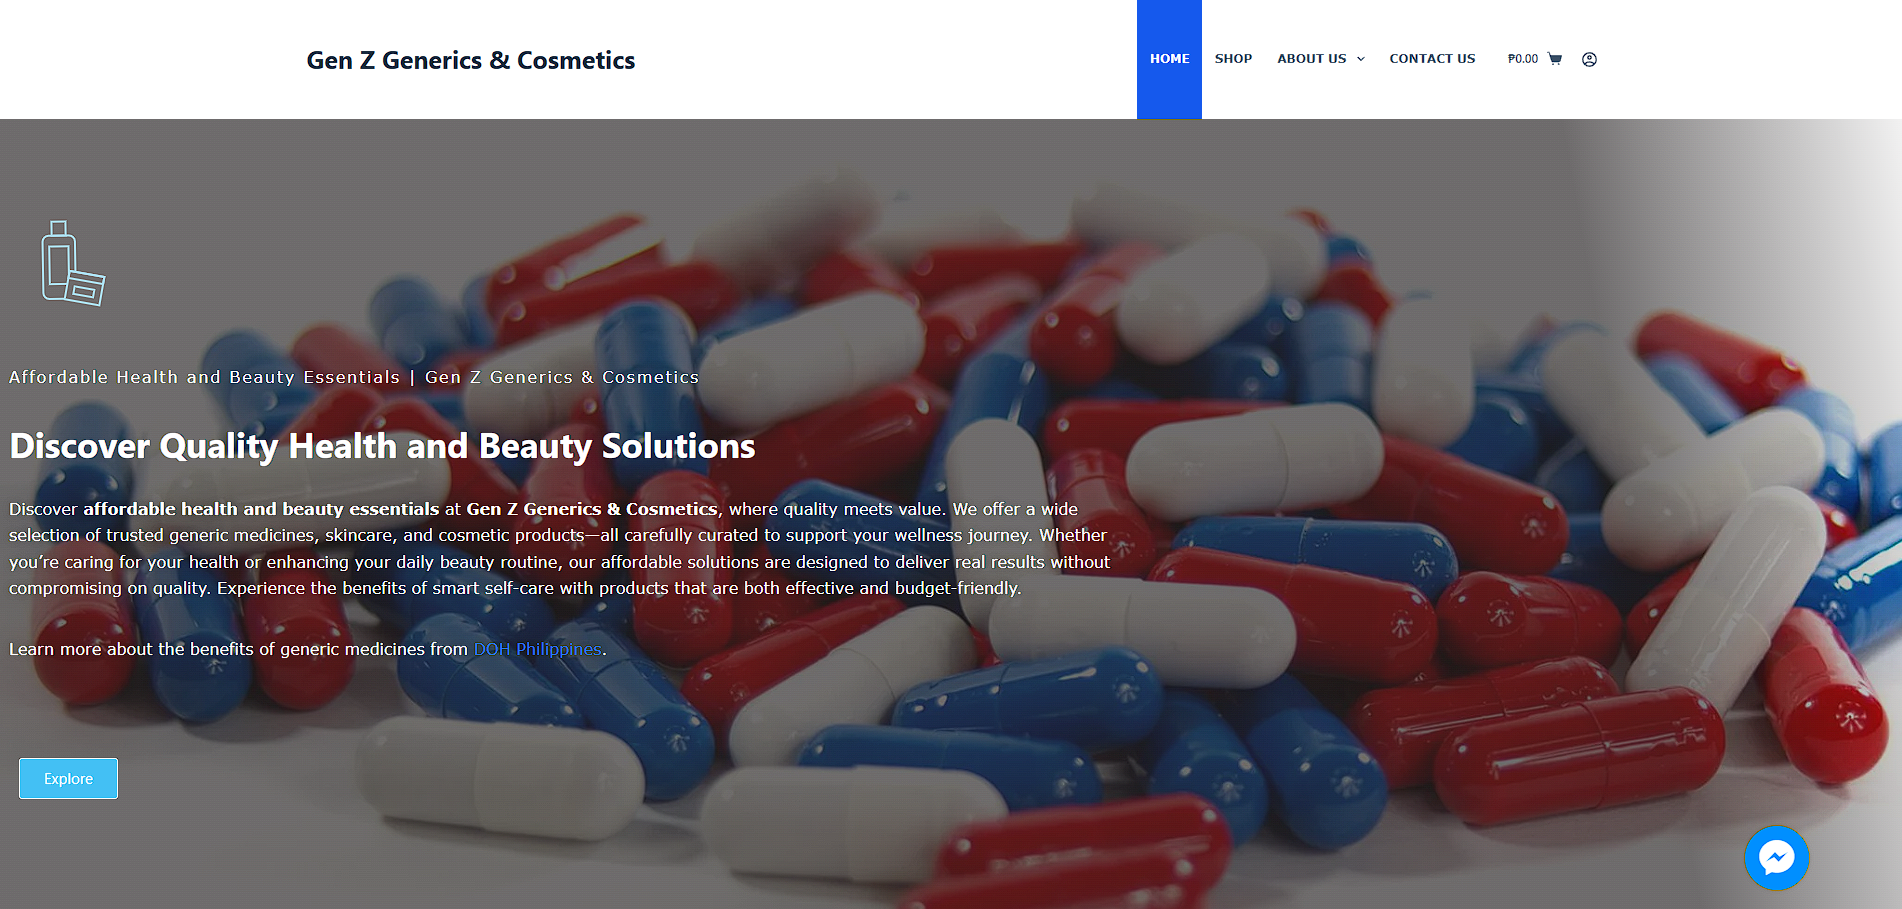 Gen Z Generics & Cosmetics
HOME SHOP ABOUT US CONTACT US ₱0.00
Affordable Health and Beauty Essentials | Gen Z Generics & Cosmetics
Discover Quality Health and Beauty Solutions
Discover affordable health and beauty essentials at Gen Z Generics & Cosmetics, where quality meets value. We offer a wide
selection of trusted generic medicines, skincare, and cosmetic products—all carefully curated to support your wellness journey. Whether
you’re caring for your health or enhancing your daily beauty routine, our affordable solutions are designed to deliver real results without
compromising on quality. Experience the benefits of smart self-care with products that are both effective and budget-friendly.
Learn more about the benefits of generic medicines from DOH Philippines.
Explore